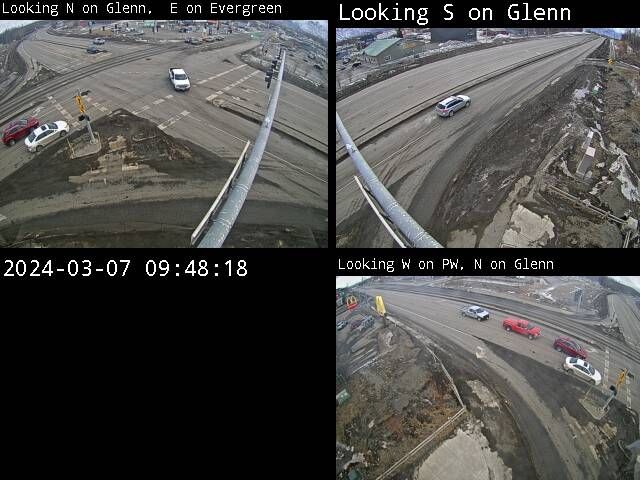 Looking N on Glenn,  E on Evergreen
Looking S on Glenn
2024-03-07 09:48:18
Looking W on PW, N on Glenn